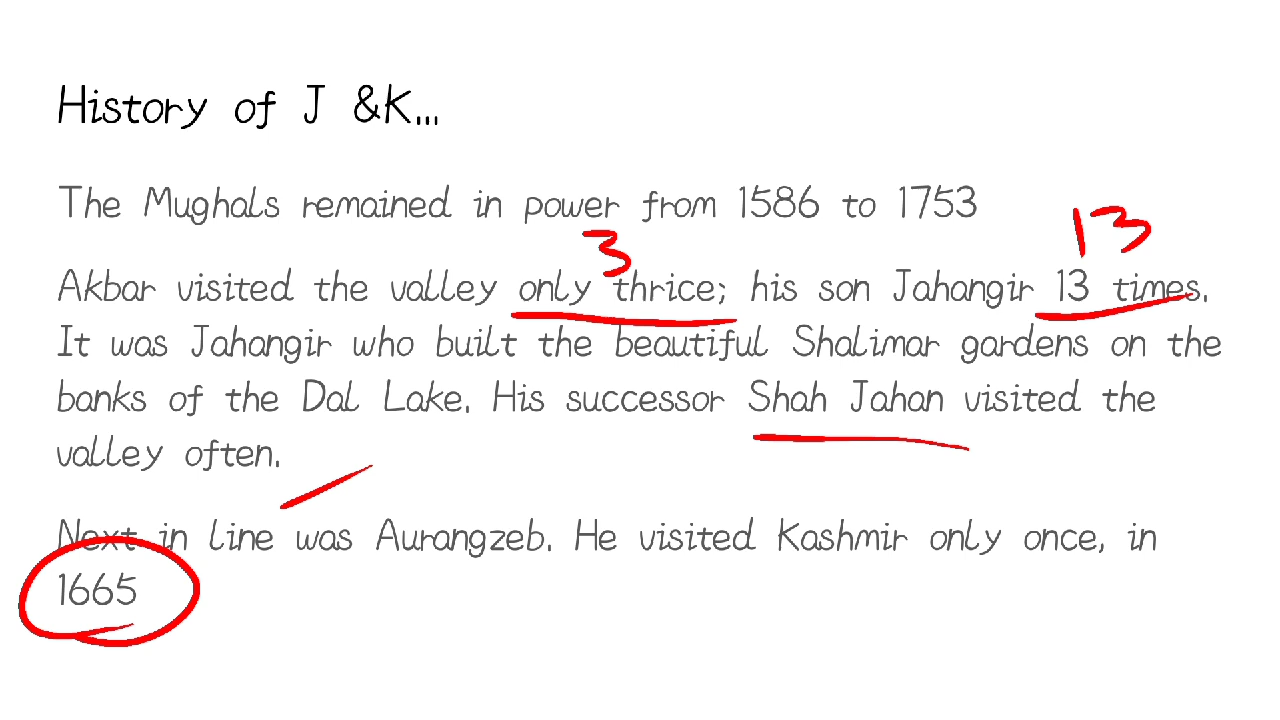 History of J &K...
The Mughals remained in power from 1586 to 1753
3
13
Akbar visited the valley only thrice; his son Jahangir 13 times.
It was Jahangir who built the beautiful Shalimar gardens on the
banks of the Dal Lake. His successor Shah Jahan visited the
valley often.
Next in line was Aurangzeb. He visited Kashmir only once, in
1665